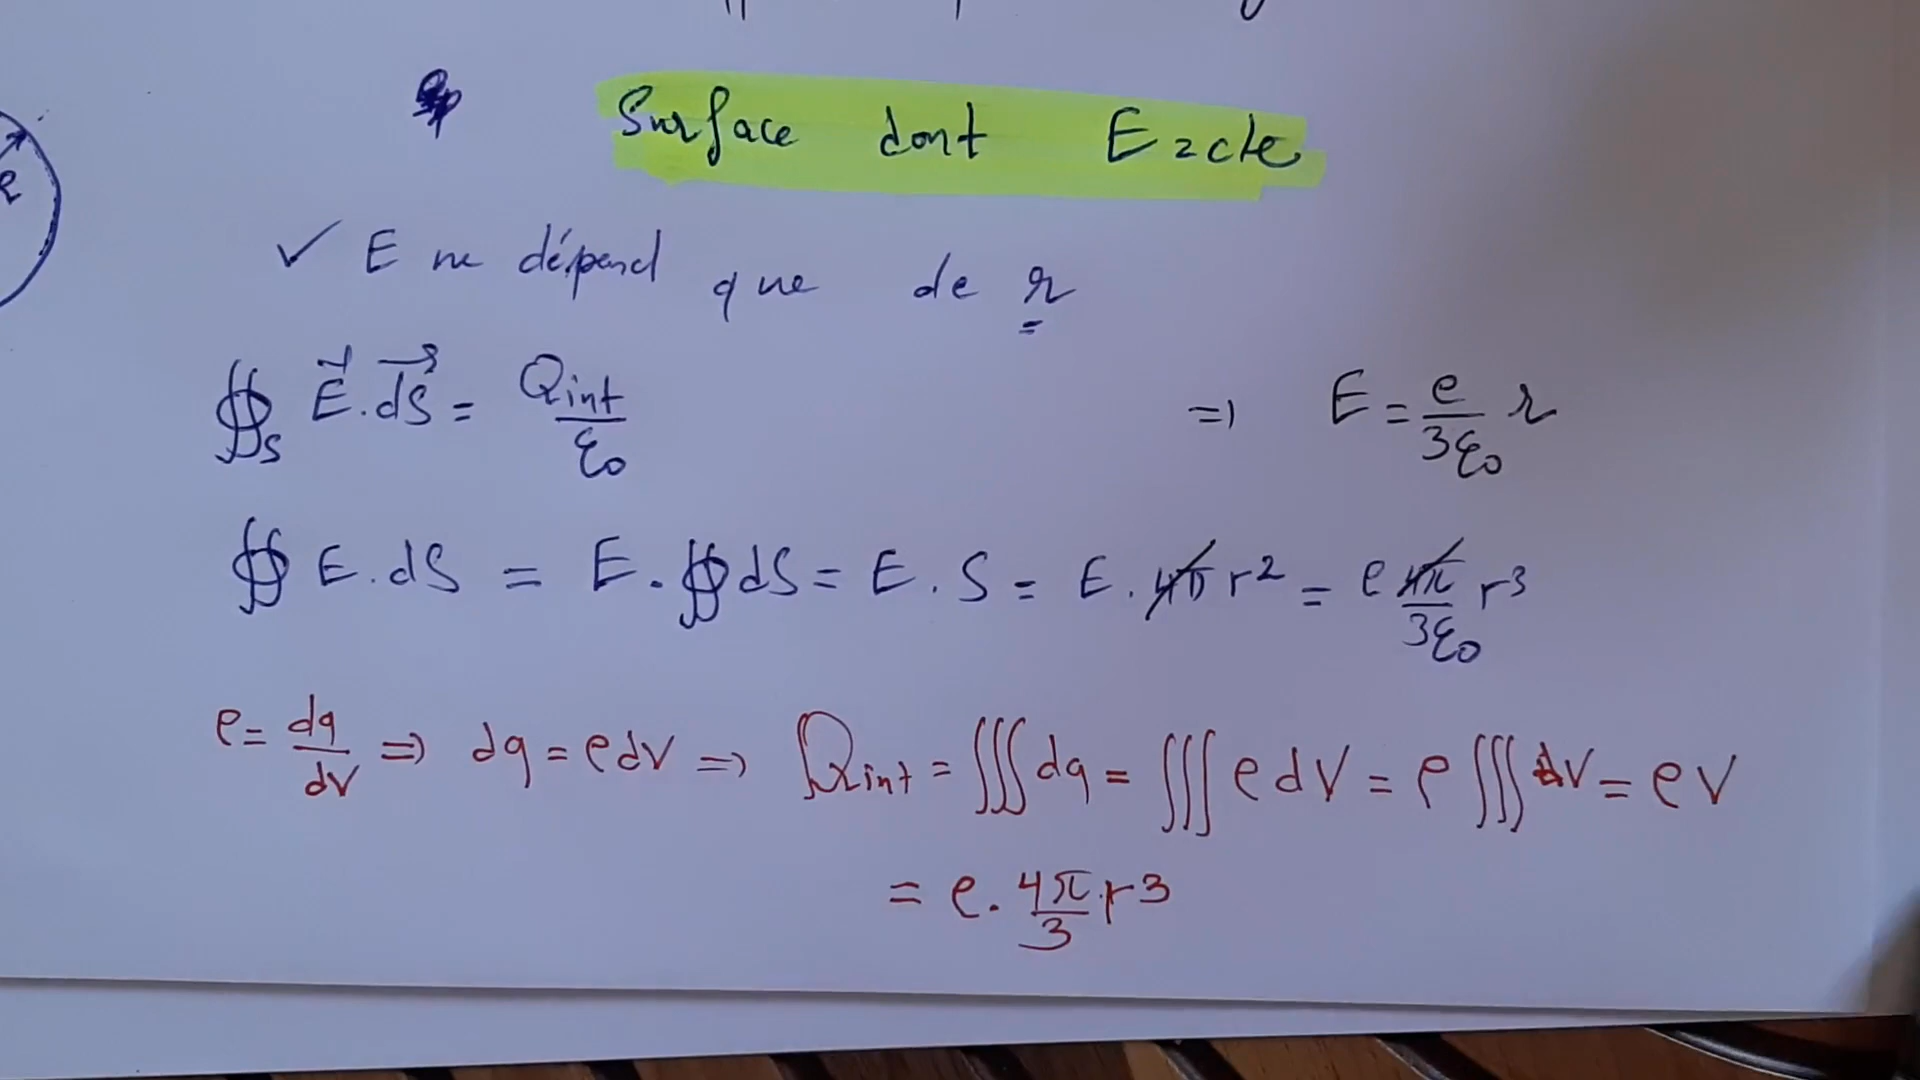 Surface dont E=cte
✓ E ne dépend que de r
∯_S E⃗.dS⃗ = Qint/ε0 => E = ρ/3ε0 r
∯ E.dS = E.∯dS = E.S = E.4π r² = ρ 4π/3ε0 r³
ρ = dq/dV => dq = ρdV => Qint = ∭dq = ∭ρdV = ρ∭dV = ρV
= ρ. 4π/3 r³